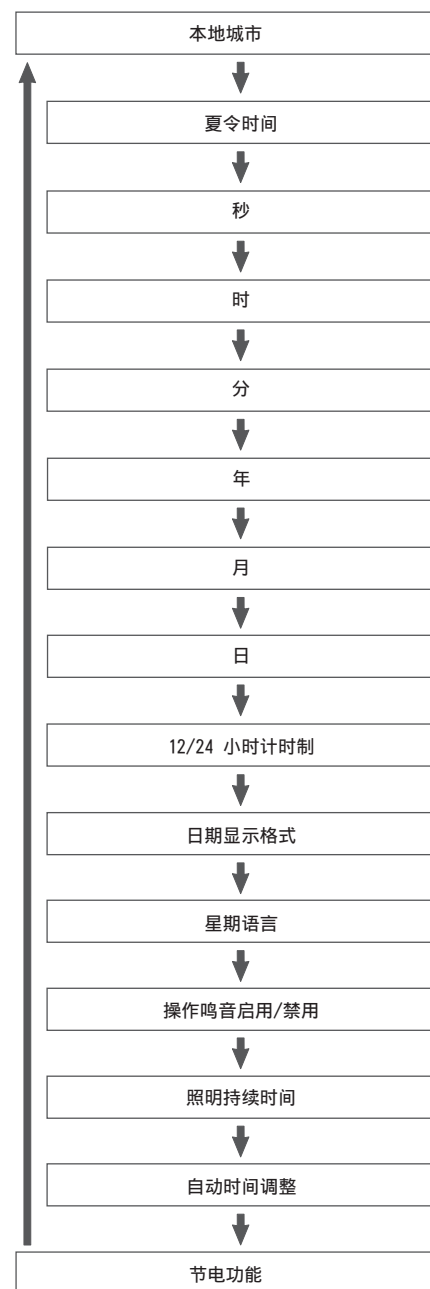 本地城市
夏令时间
秒
时
分
年
月
日
12/24 小时计时制
日期显示格式
星期语言
操作鸣音启用/禁用
照明持续时间
自动时间调整
节电功能